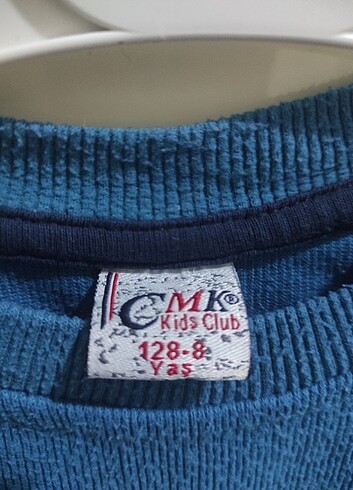 CMK®
Kids Club
128-8
Yaş